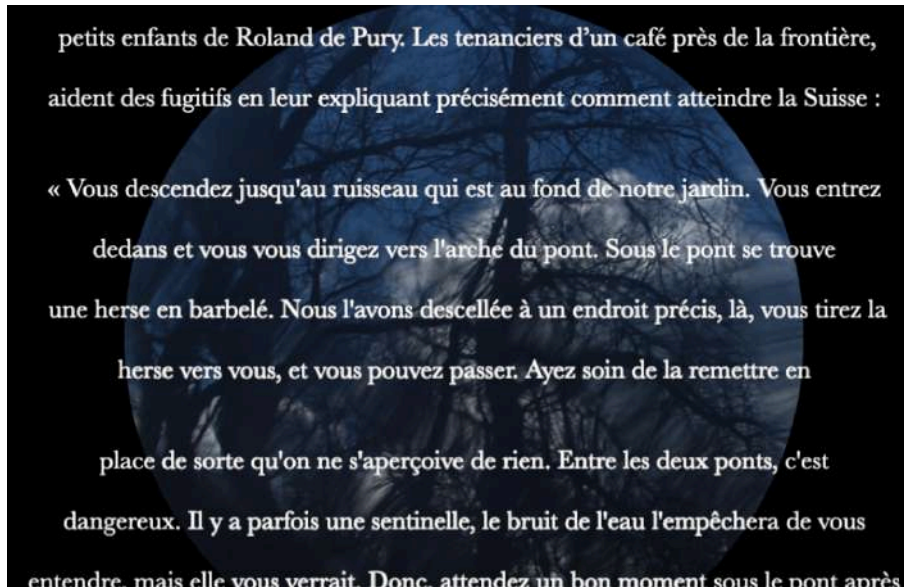 petits enfants de Roland de Pury. Les tenanciers d’un café près de la frontière,
aident des fugitifs en leur expliquant précisément comment atteindre la Suisse :
« Vous descendez jusqu'au ruisseau qui est au fond de notre jardin. Vous entrez
dedans et vous vous dirigez vers l'arche du pont. Sous le pont se trouve
une herse en barbelé. Nous l'avons descellée à un endroit précis, là, vous tirez la
herse vers vous, et vous pouvez passer. Ayez soin de la remettre en
place de sorte qu'on ne s'aperçoive de rien. Entre les deux ponts, c'est
dangereux. Il y a parfois une sentinelle, le bruit de l'eau l'empêchera de vous
entendre, mais elle vous verrait. Donc, attendez un bon moment sous le pont après